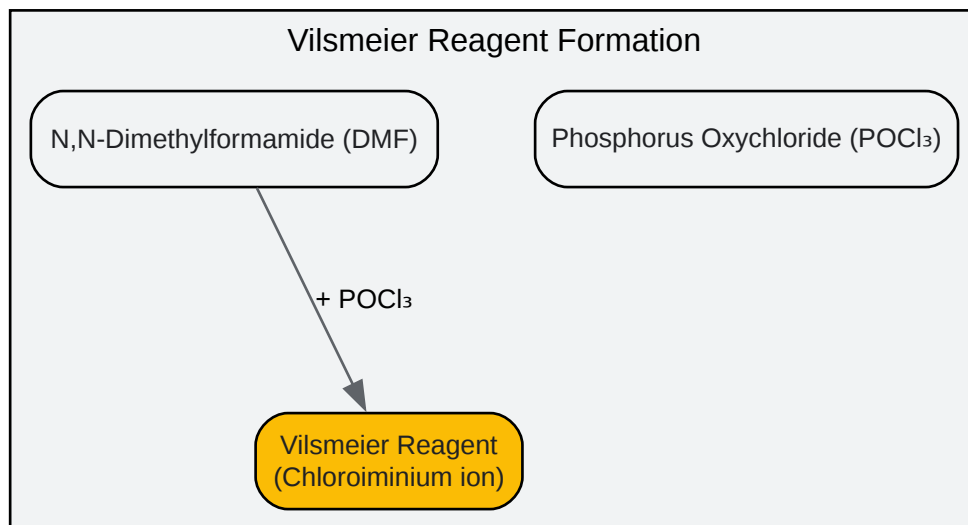 Vilsmeier Reagent Formation
N,N-Dimethylformamide (DMF)
Phosphorus Oxychloride (POCl₃)
+ POCl₃
Vilsmeier Reagent
(Chloroiminium ion)